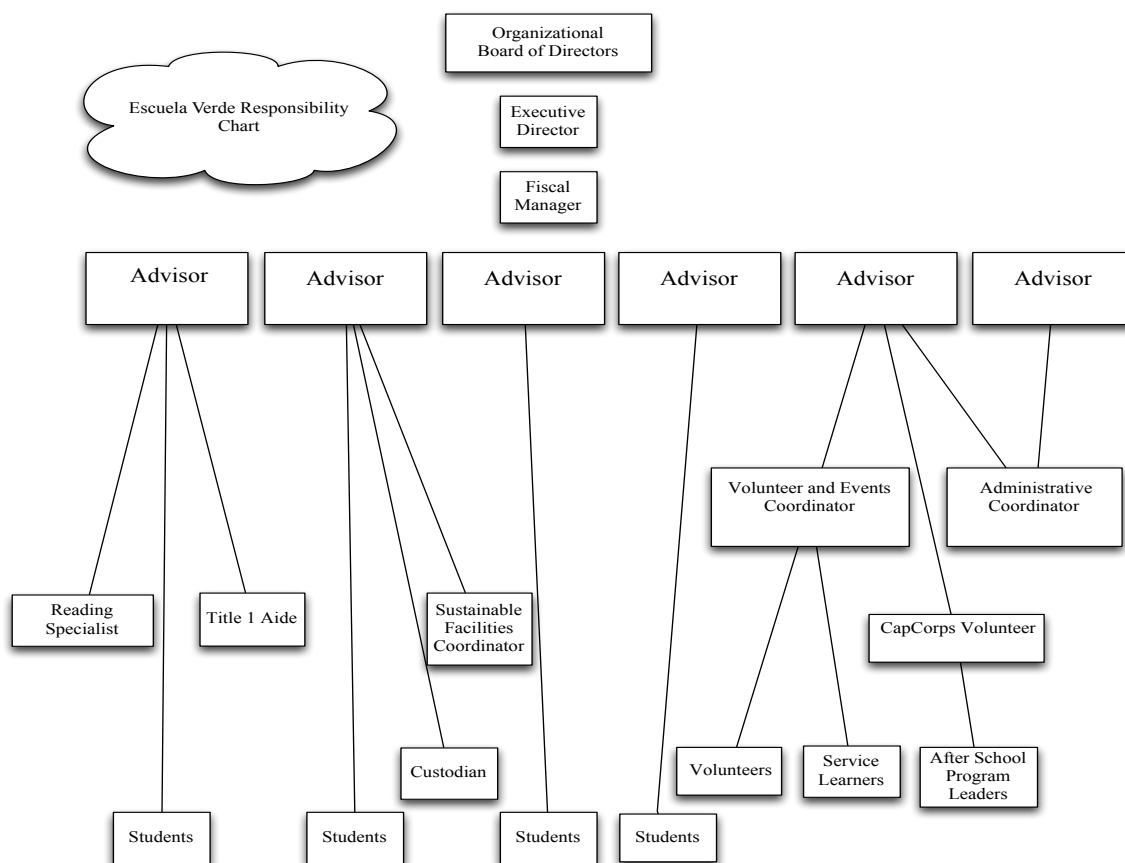 Organizational
Board of Directors
Escuela Verde Responsibility
Chart
Executive
Director
Fiscal
Manager
Advisor
Advisor
Advisor
Advisor
Advisor
Advisor
Volunteer and Events
Coordinator
Administrative
Coordinator
Reading
Specialist
Title 1 Aide
Sustainable
Facilities
Coordinator
CapCorps Volunteer
Custodian
Volunteers
Service
Learners
After School
Program
Leaders
Students
Students
Students
Students